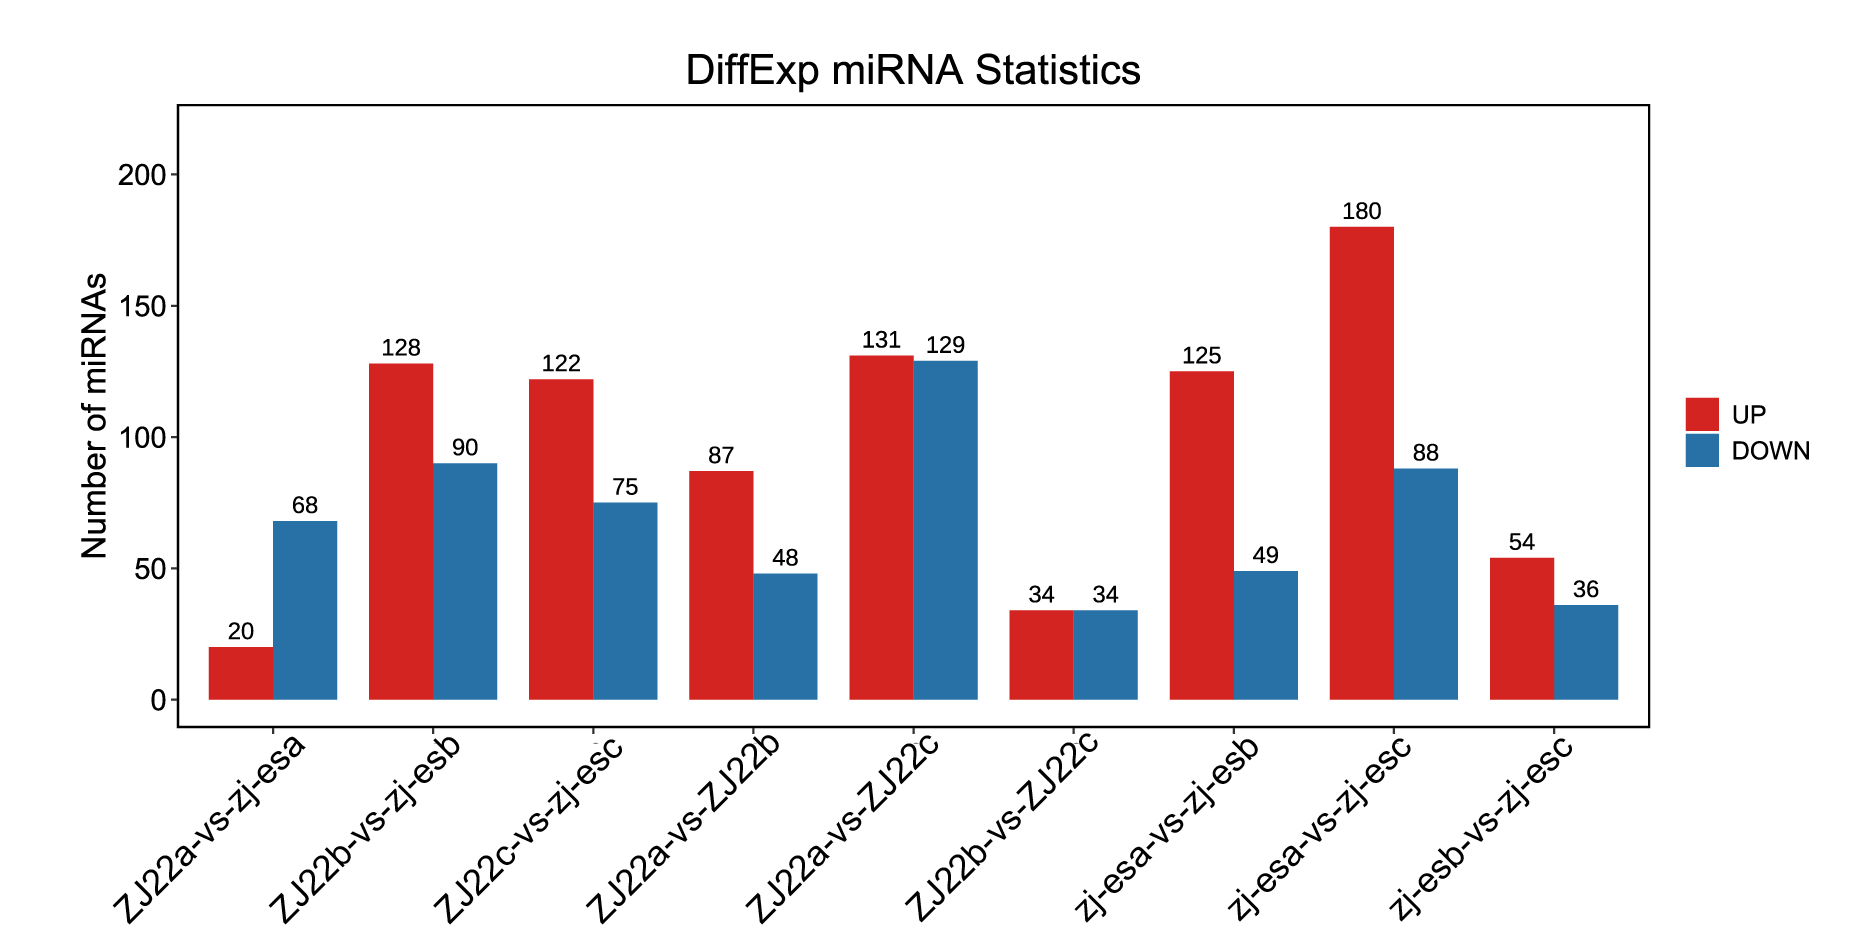 DiffExp miRNA Statistics
Number of miRNAs
200
150
100
50
0
20
68
128
90
122
75
87
48
131
129
34
34
125
49
180
88
54
36
ZJ22a-vs-zj-esa
ZJ22b-vs-zj-esb
ZJ22c-vs-zj-esc
ZJ22a-vs-ZJ22b
ZJ22a-vs-ZJ22c
ZJ22b-vs-ZJ22c
zj-esa-vs-zj-esb
zj-esa-vs-zj-esc
zj-esb-vs-zj-esc
UP
DOWN